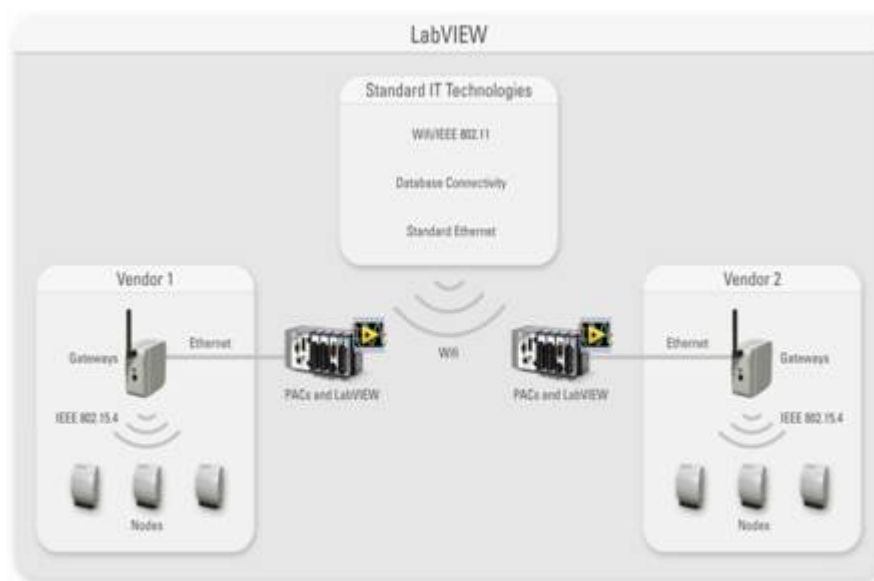 LabVIEW
Standard IT Technologies
Wifi/IEEE 802.11
Database Connectivity
Standard Ethernet
Vendor 1
Gateways
Ethernet
IEEE 802.15.4
Nodes
PACs and LabVIEW
Wifi
PACs and LabVIEW
Vendor 2
Ethernet
Gateways
IEEE 802.15.4
Nodes